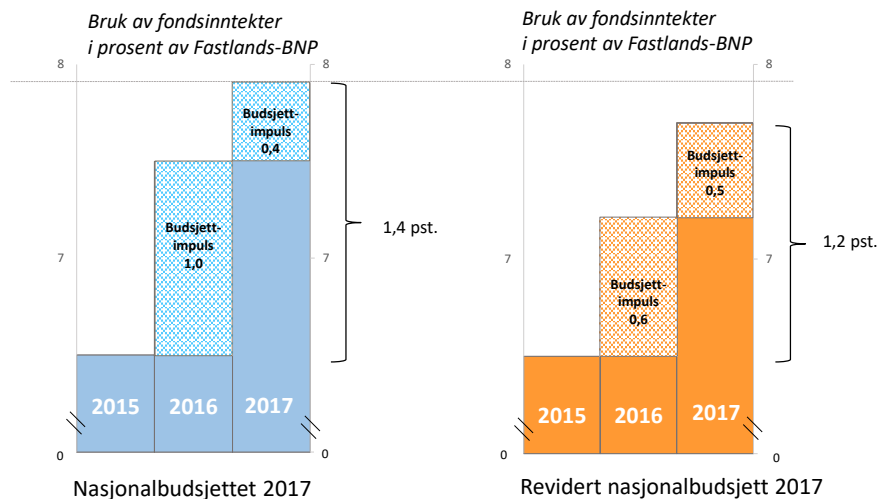 Bruk av fondsinntekter
i prosent av Fastlands-BNP
8
8
7
7
0
0
Budsjett-
impuls
0,4
Budsjett-
impuls
1,0
2015
2016
2017
1,4 pst.
Nasjonalbudsjettet 2017
Bruk av fondsinntekter
i prosent av Fastlands-BNP
8
8
7
7
0
0
Budsjett-
impuls
0,5
Budsjett-
impuls
0,6
2015
2016
2017
1,2 pst.
Revidert nasjonalbudsjett 2017